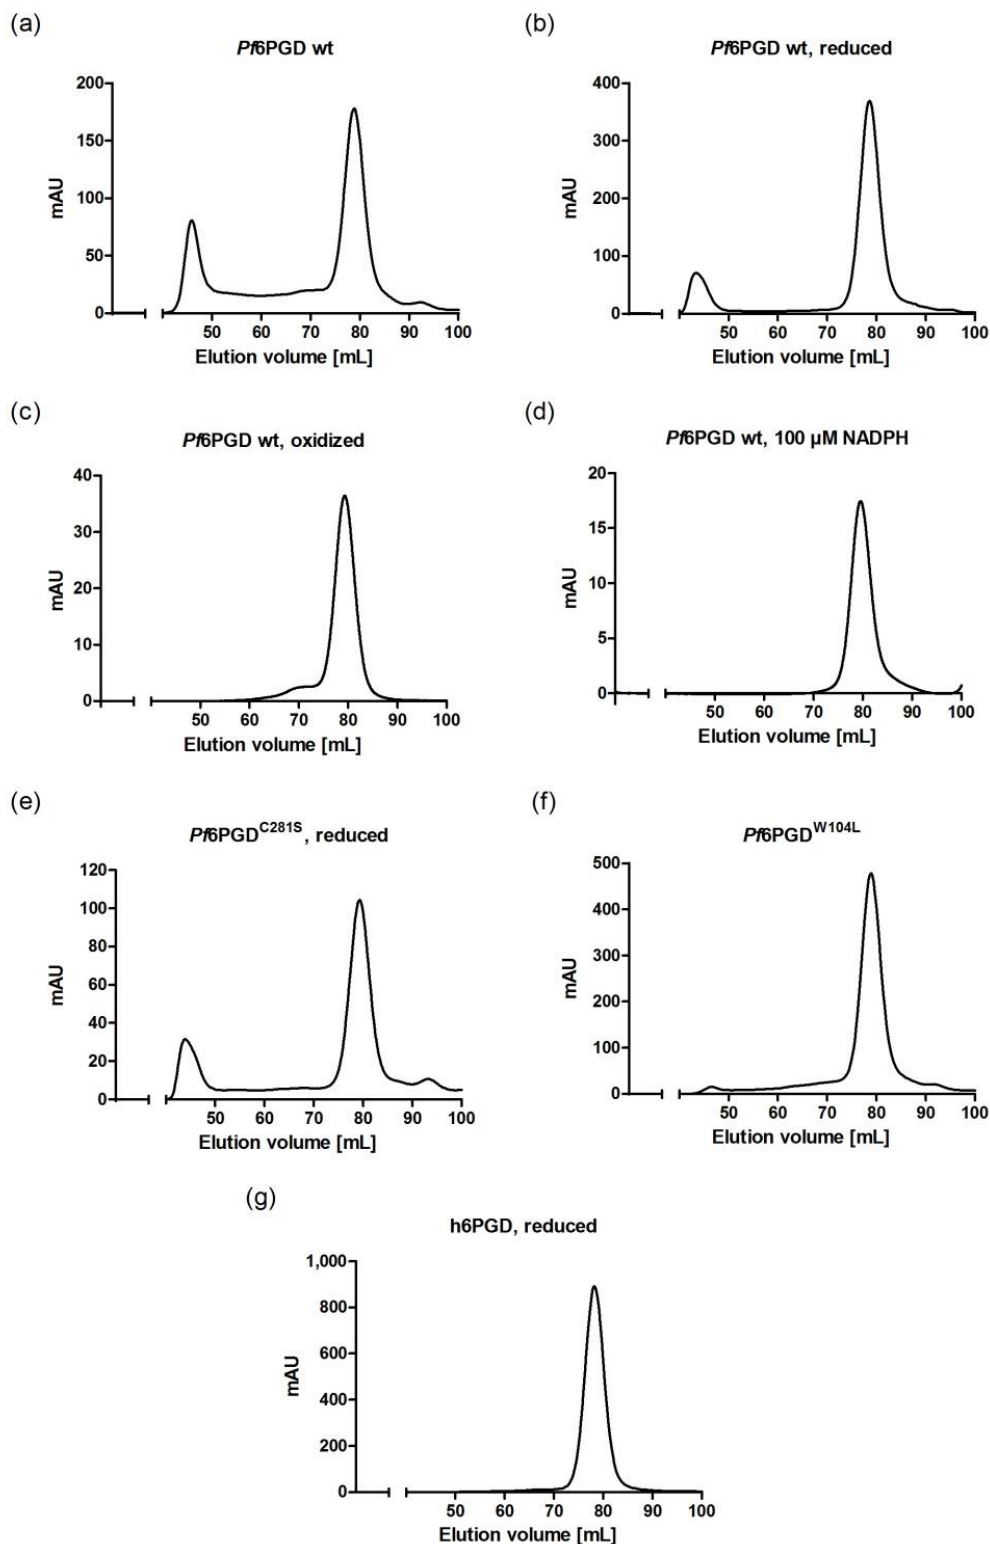 (a)
Pf6PGD wt
200
150
100
50
0
mAU
50 60 70 80 90 100
Elution volume [mL]
(b)
Pf6PGD wt, reduced
400
300
200
100
0
mAU
50 60 70 80 90 100
Elution volume [mL]
(c)
Pf6PGD wt, oxidized
40
30
20
10
0
mAU
50 60 70 80 90 100
Elution volume [mL]
(d)
Pf6PGD wt, 100 µM NADPH
20
15
10
5
0
mAU
50 60 70 80 90 100
Elution volume [mL]
(e)
Pf6PGD^C281S, reduced
120
100
80
60
40
20
0
mAU
50 60 70 80 90 100
Elution volume [mL]
(f)
Pf6PGD^W104L
500
400
300
200
100
0
mAU
50 60 70 80 90 100
Elution volume [mL]
(g)
h6PGD, reduced
1,000
800
600
400
200
0
mAU
50 60 70 80 90 100
Elution volume [mL]